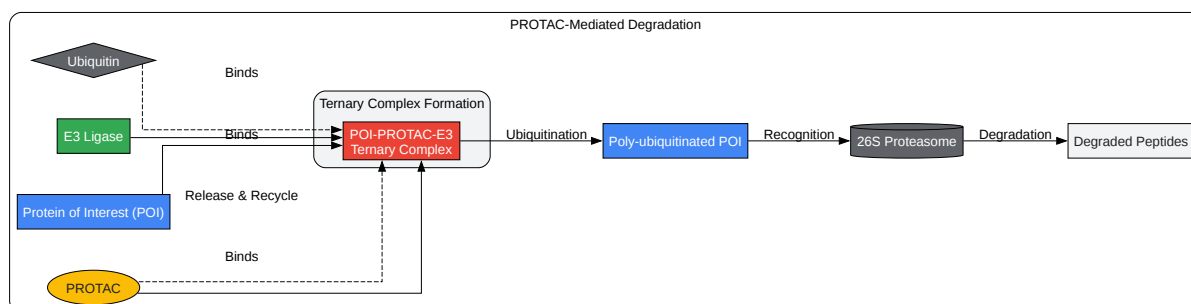 PROTAC-Mediated Degradation
Ubiquitin
Binds
Ternary Complex Formation
E3 Ligase
Binds
POI-PROTAC-E3
Ternary Complex
Ubiquitination
Poly-ubiquitinated POI
Recognition
26S Proteasome
Degradation
Degraded Peptides
Release & Recycle
Protein of Interest (POI)
Binds
PROTAC